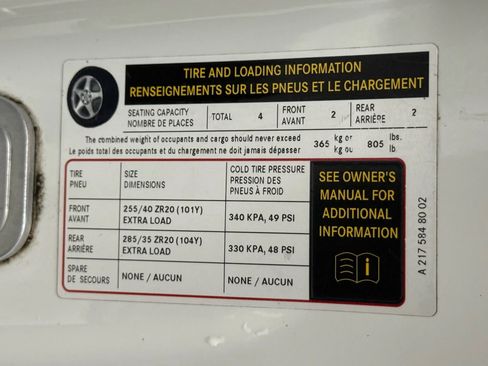 TIRE AND LOADING INFORMATION
RENSEIGNEMENTS SUR LES PNEUS ET LE CHARGEMENT
SEATING CAPACITY
NOMBRE DE PLACES
TOTAL 4
FRONT
AVANT
2
REAR
ARRIÈRE
2
The combined weight of occupants and cargo should never exceed
Le poids total des occupants et du chargement ne doit jamais dépasser
365 kg or
kg ou
805 lbs.
lb.
TIRE
PNEU
SIZE
DIMENSIONS
COLD TIRE PRESSURE
PRESSION DES
PNEUS À FROID
FRONT
AVANT
255/40 ZR20 (101Y)
EXTRA LOAD
340 KPA, 49 PSI
REAR
ARRIÈRE
285/35 ZR20 (104Y)
EXTRA LOAD
330 KPA, 48 PSI
SPARE
DE SECOURS
NONE / AUCUN
NONE / AUCUN
SEE OWNER'S
MANUAL FOR
ADDITIONAL
INFORMATION
A 217 584 80 02